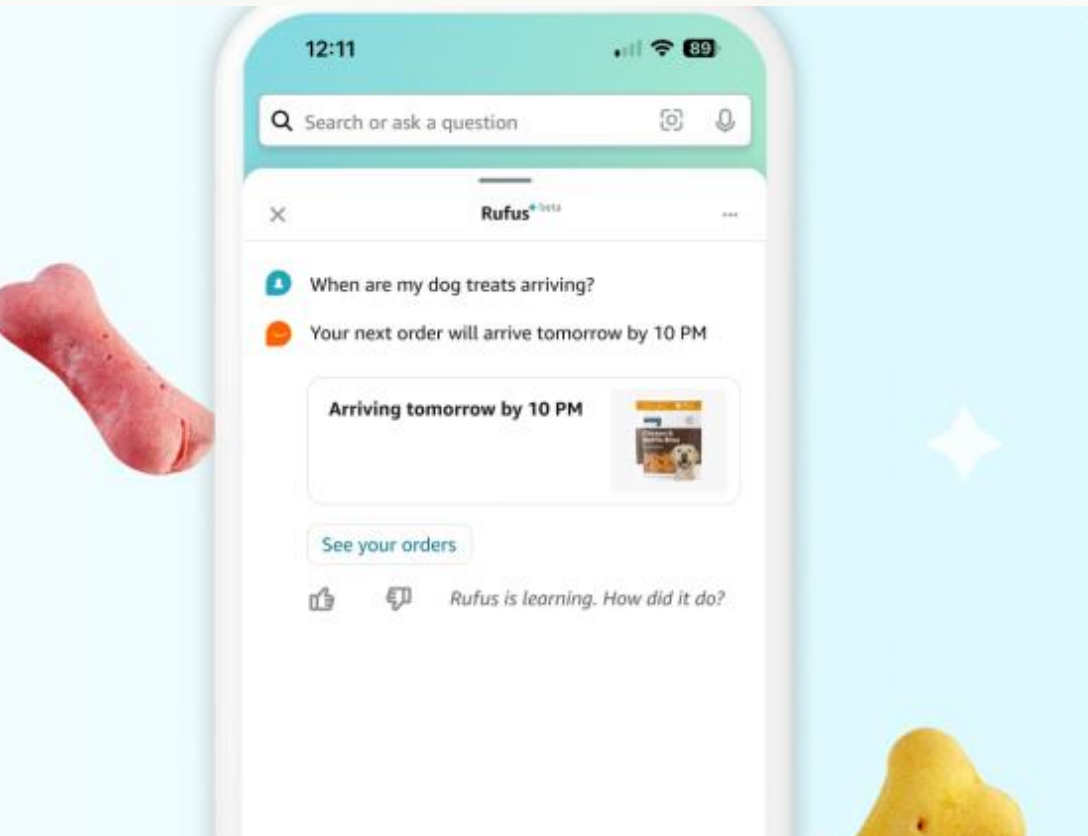 12:11
89
Search or ask a question
Rufus beta
When are my dog treats arriving?
Your next order will arrive tomorrow by 10 PM
Arriving tomorrow by 10 PM
See your orders
Rufus is learning. How did it do?